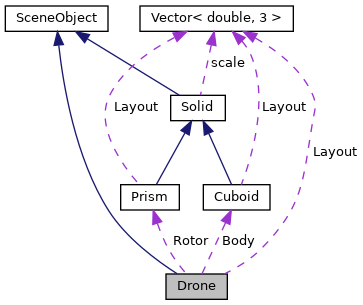 SceneObject
Vector< double, 3 >
scale
Layout
Solid
Layout
Layout
Prism
Cuboid
Rotor
Body
Drone